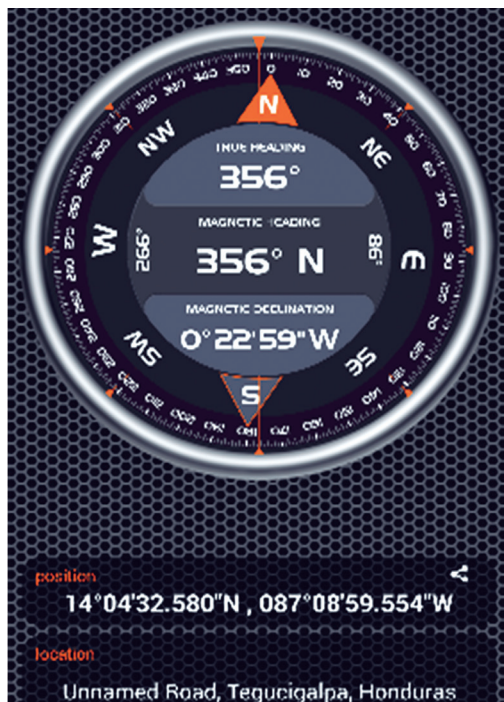 N
NW
NE
TRUE HEADING
356°
MAGNETIC HEADING
W
266°
356° N
86°
E
MAGNETIC DECLINATION
0°22'59"W
SW
SE
S
position
14°04'32.580"N , 087°08'59.554"W
location
Unnamed Road, Tegucigalpa, Honduras